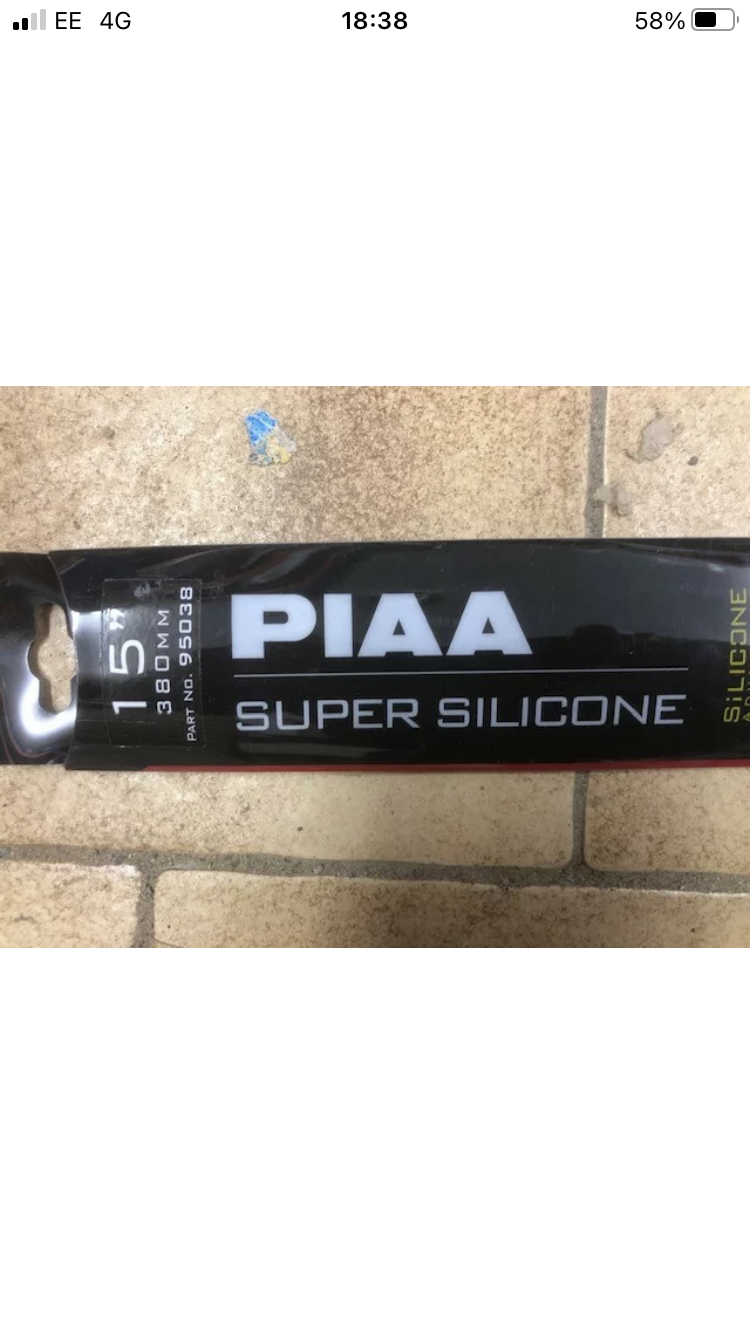 EE 4G 18:38 58%
15"
380MM
PART NO. 95038
PIAA
SUPER SILICONE
SiLICONE